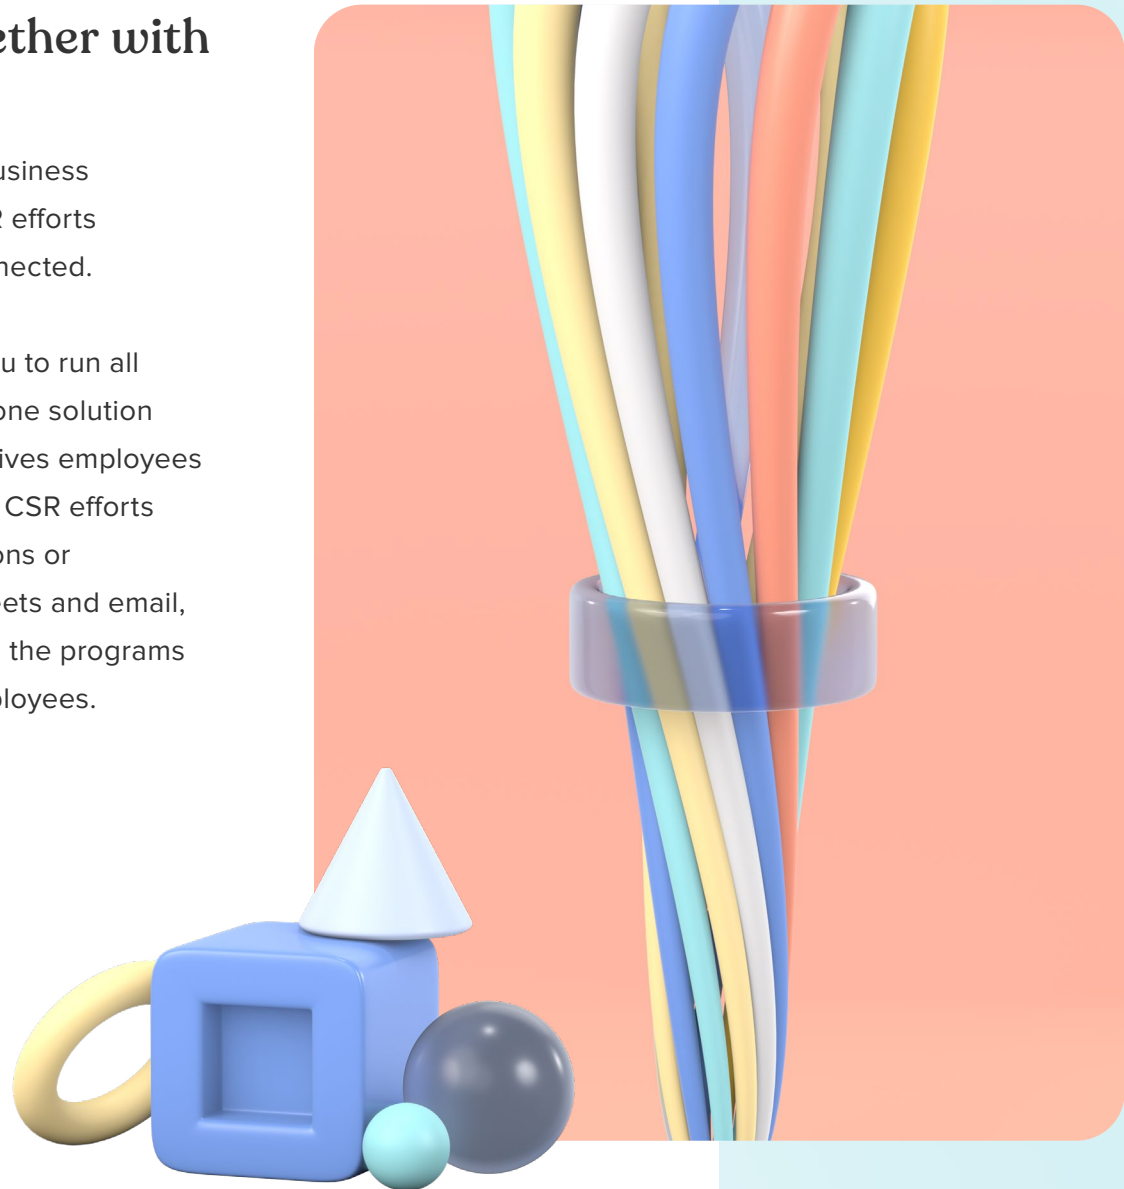 ether with
usiness
R efforts
nected.
u to run all
one solution
ives employees
CSR efforts
ons or
ets and email,
the programs
loyees.